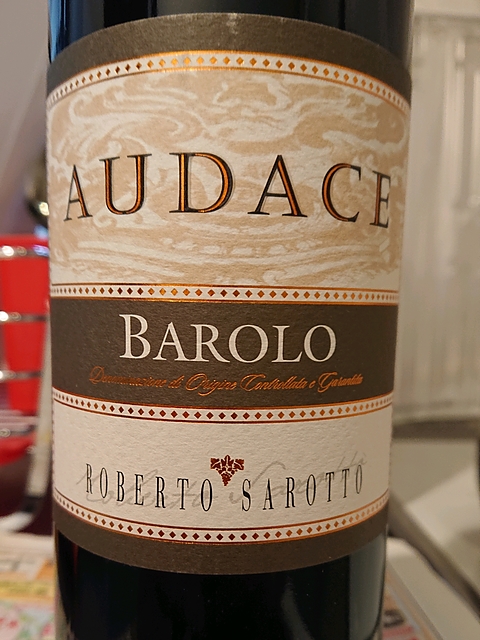 AUDACE
BAROLO
Denominazione di Origine Controllata e Garantita
ROBERTO SAROTTO